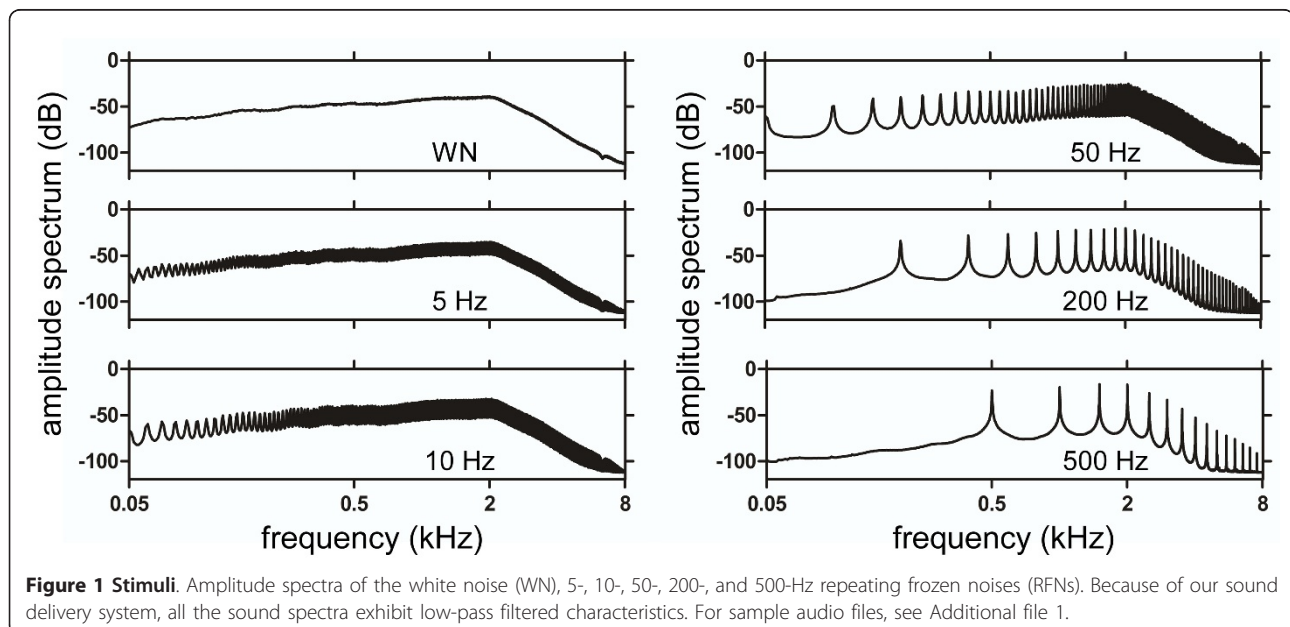 0
-50
-100
WN
0
-50
-100
5 Hz
0
-50
-100
10 Hz
0.05 0.5 2 8
frequency (kHz)
amplitude spectrum (dB)
0
-50
-100
50 Hz
0
-50
-100
200 Hz
0
-50
-100
500 Hz
0.05 0.5 2 8
frequency (kHz)
amplitude spectrum (dB)
Figure 1 Stimuli. Amplitude spectra of the white noise (WN), 5-, 10-, 50-, 200-, and 500-Hz repeating frozen noises (RFNs). Because of our sound
delivery system, all the sound spectra exhibit low-pass filtered characteristics. For sample audio files, see Additional file 1.